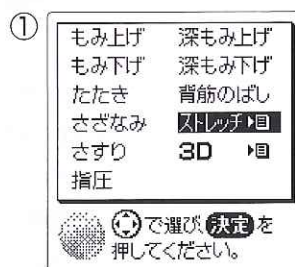 ①
もみ上げ 深もみ上げ
もみ下げ 深もみ下げ
たたき 背筋のばし
さざなみ ストレッチ
さすり 3D
指圧
で選び、決定を
押してください。